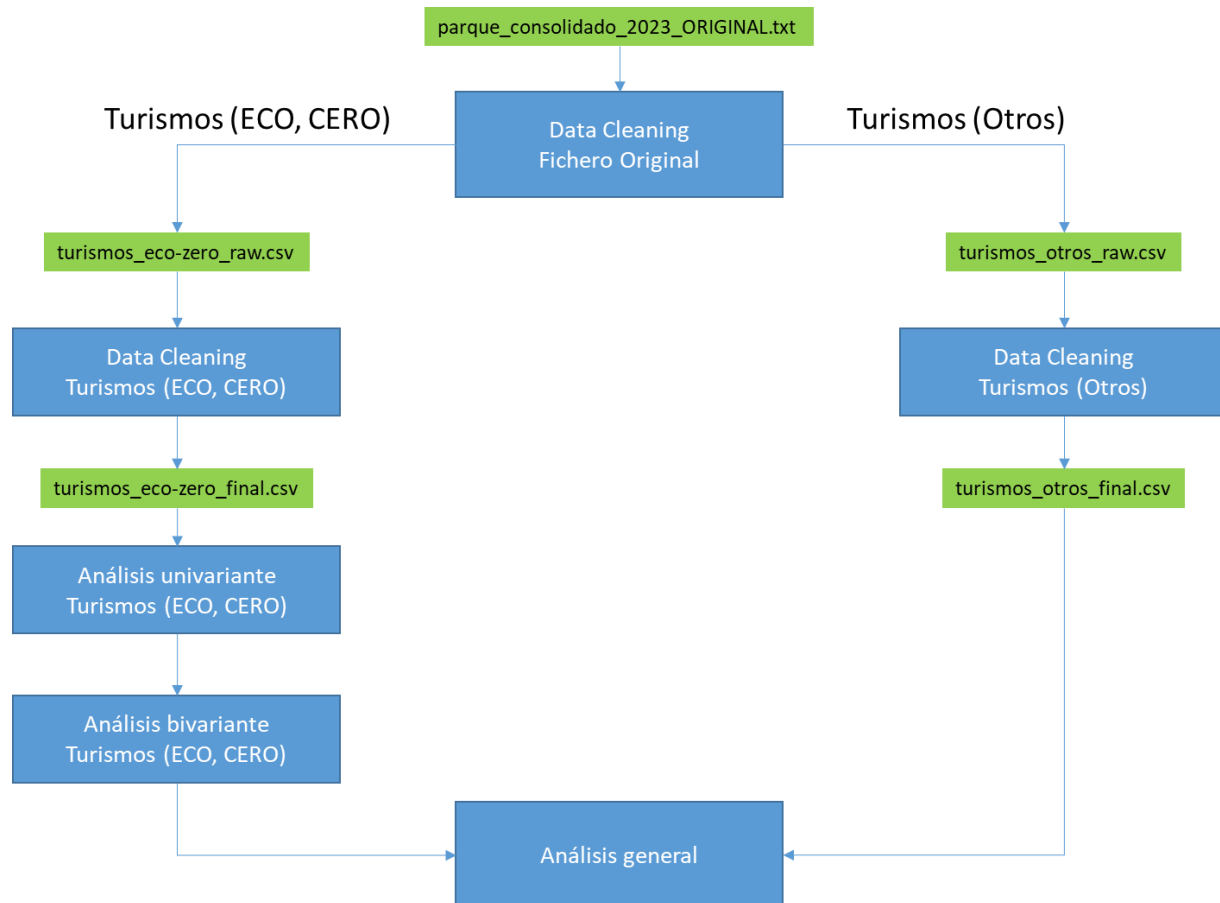 parque_consolidado_2023_ORIGINAL.txt
Turismos (ECO, CERO)
Data Cleaning
Fichero Original
Turismos (Otros)
turismos_eco-zero_raw.csv
turismos_otros_raw.csv
Data Cleaning
Turismos (ECO, CERO)
Data Cleaning
Turismos (Otros)
turismos_eco-zero_final.csv
turismos_otros_final.csv
Análisis univariante
Turismos (ECO, CERO)
Análisis bivariante
Turismos (ECO, CERO)
Análisis general